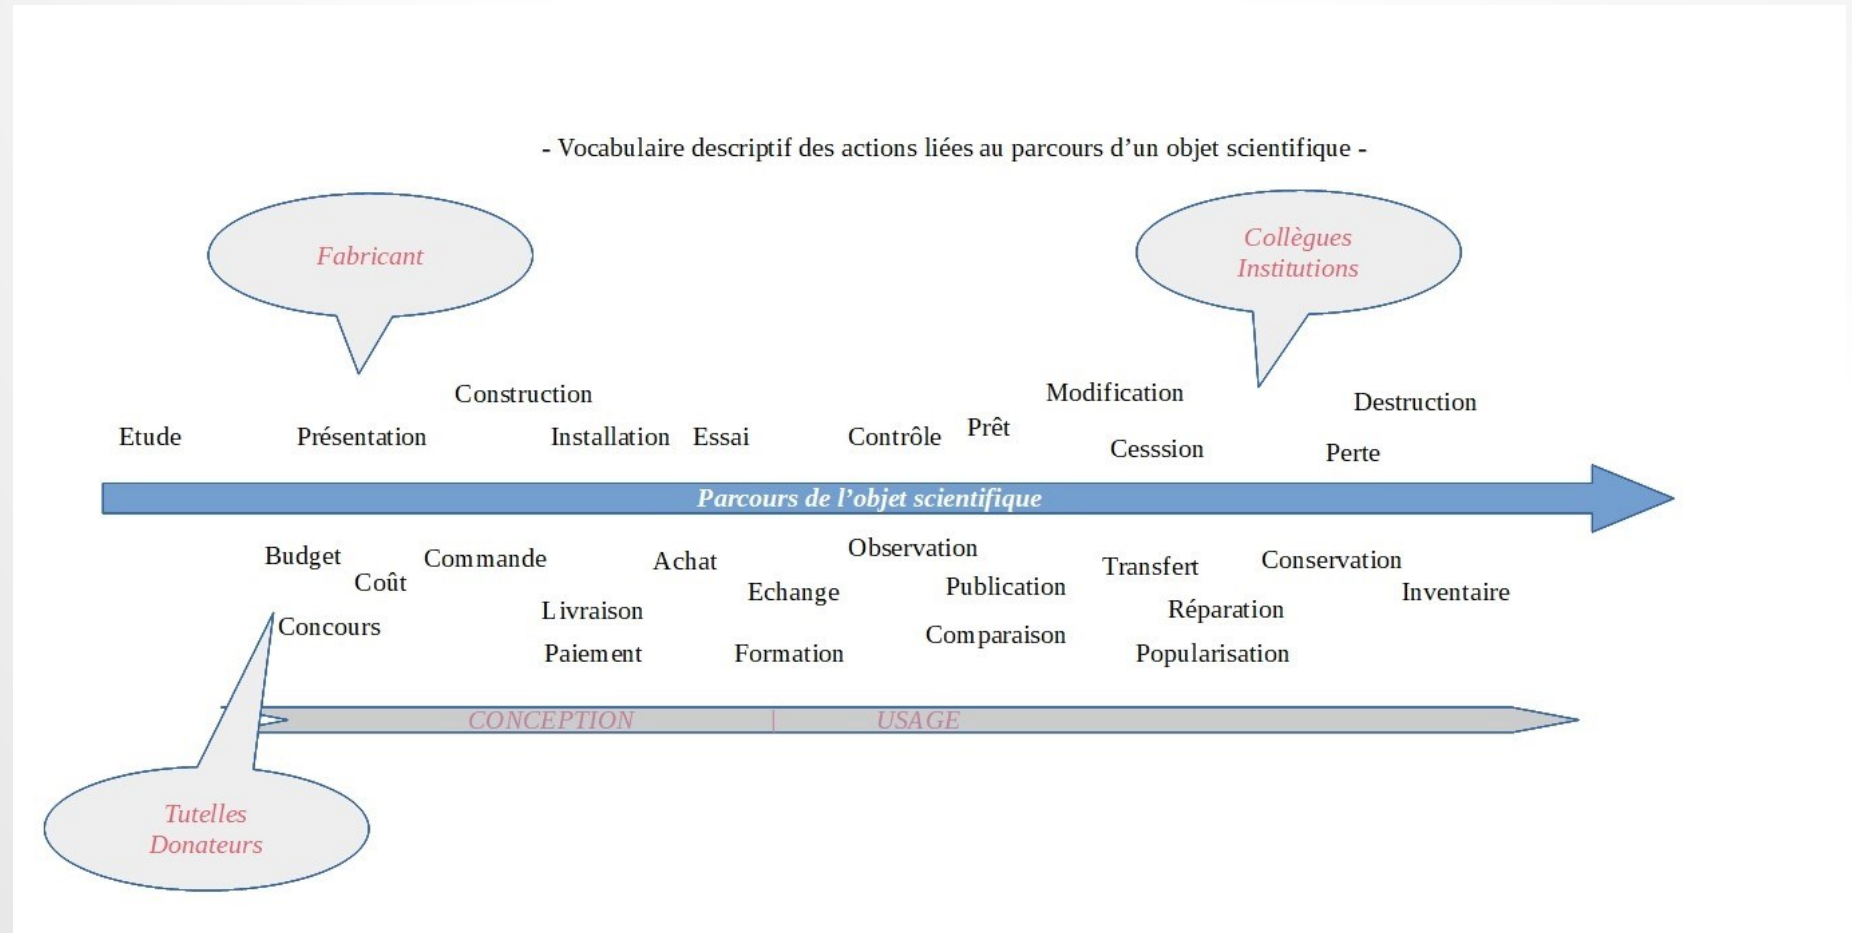 - Vocabulaire descriptif des actions liées au parcours d’un objet scientifique -
Fabricant
Collègues
Institutions
Construction
Modification
Destruction
Etude
Présentation
Installation
Essai
Contrôle
Prêt
Cesssion
Perte
Parcours de l’objet scientifique
Budget
Coût
Commande
Achat
Observation
Transfert
Conservation
Echange
Publication
Inventaire
Concours
Livraison
Comparaison
Réparation
Paiement
Formation
Popularisation
CONCEPTION | USAGE
Tutelles
Donateurs